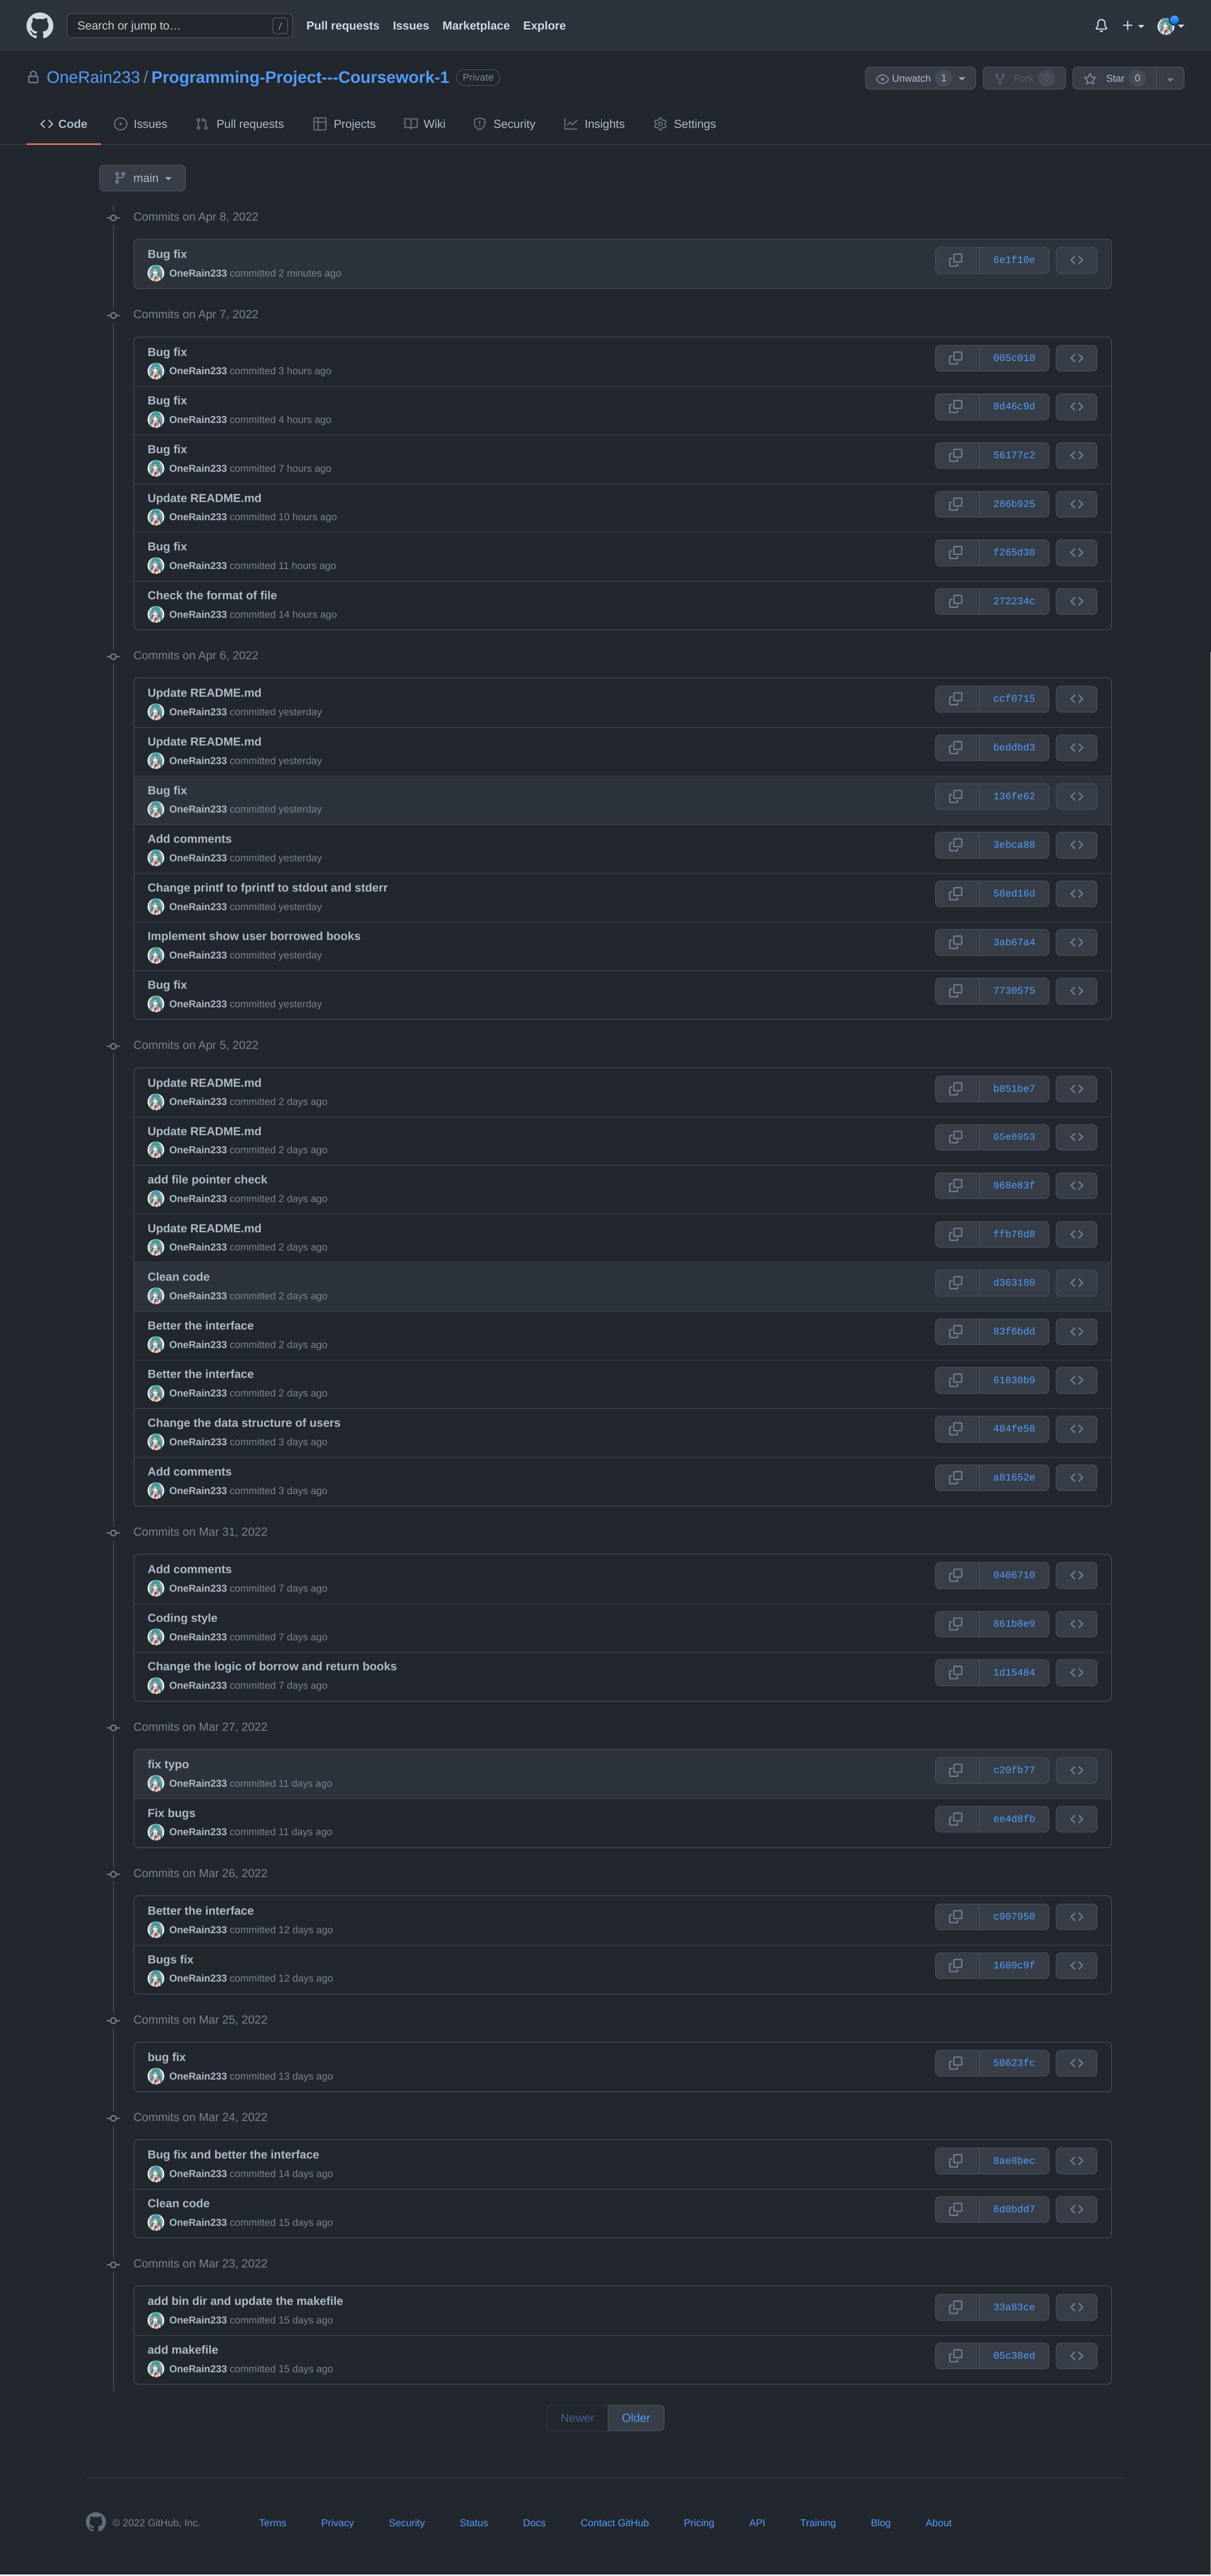 Search or jump to… /
Pull requests Issues Marketplace Explore
OneRain233 / Programming-Project---Coursework-1 Private
Unwatch 1 Fork 0 Star 0
Code Issues Pull requests Projects Wiki Security Insights Settings
main
Commits on Apr 8, 2022
Bug fix
6e1f10e
OneRain233 committed 2 minutes ago
Commits on Apr 7, 2022
Bug fix
005c010
OneRain233 committed 3 hours ago
Bug fix
8d46c9d
OneRain233 committed 4 hours ago
Bug fix
56177c2
OneRain233 committed 7 hours ago
Update README.md
286b925
OneRain233 committed 10 hours ago
Bug fix
f265d38
OneRain233 committed 11 hours ago
Check the format of file
272234c
OneRain233 committed 14 hours ago
Commits on Apr 6, 2022
Update README.md
ccf0715
OneRain233 committed yesterday
Update README.md
beddbd3
OneRain233 committed yesterday
Bug fix
136fe62
OneRain233 committed yesterday
Add comments
3ebca88
OneRain233 committed yesterday
Change printf to fprintf to stdout and stderr
58ed16d
OneRain233 committed yesterday
Implement show user borrowed books
3ab67a4
OneRain233 committed yesterday
Bug fix
7730575
OneRain233 committed yesterday
Commits on Apr 5, 2022
Update README.md
b851be7
OneRain233 committed 2 days ago
Update README.md
65e0953
OneRain233 committed 2 days ago
add file pointer check
968e83f
OneRain233 committed 2 days ago
Update README.md
ffb76d8
OneRain233 committed 2 days ago
Clean code
d363180
OneRain233 committed 2 days ago
Better the interface
83f6bdd
OneRain233 committed 2 days ago
Better the interface
61830b9
OneRain233 committed 2 days ago
Change the data structure of users
484fe58
OneRain233 committed 3 days ago
Add comments
a81652e
OneRain233 committed 3 days ago
Commits on Mar 31, 2022
Add comments
0406710
OneRain233 committed 7 days ago
Coding style
861b8e9
OneRain233 committed 7 days ago
Change the logic of borrow and return books
1d15484
OneRain233 committed 7 days ago
Commits on Mar 27, 2022
fix typo
c20fb77
OneRain233 committed 11 days ago
Fix bugs
ee4d8fb
OneRain233 committed 11 days ago
Commits on Mar 26, 2022
Better the interface
c907950
OneRain233 committed 12 days ago
Bugs fix
1609c9f
OneRain233 committed 12 days ago
Commits on Mar 25, 2022
bug fix
50623fc
OneRain233 committed 13 days ago
Commits on Mar 24, 2022
Bug fix and better the interface
8ae8bec
OneRain233 committed 14 days ago
Clean code
6d0bdd7
OneRain233 committed 15 days ago
Commits on Mar 23, 2022
add bin dir and update the makefile
33a83ce
OneRain233 committed 15 days ago
add makefile
05c38ed
OneRain233 committed 15 days ago
Newer Older
© 2022 GitHub, Inc. Terms Privacy Security Status Docs Contact GitHub Pricing API Training Blog About